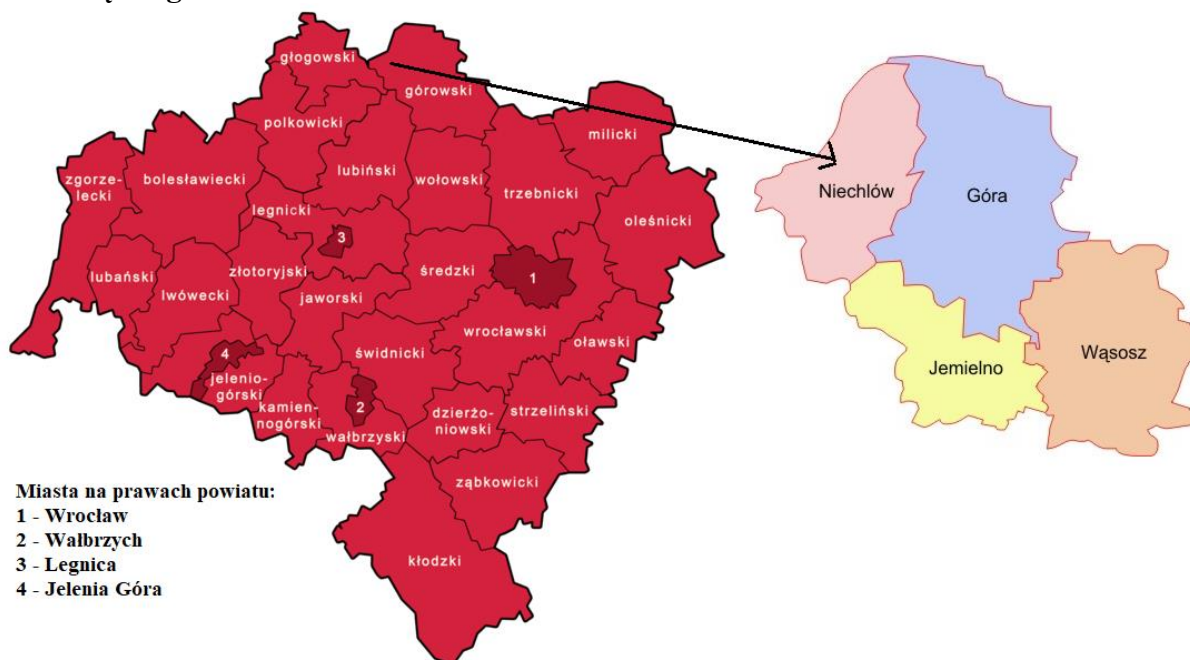 głogowski
górowski
polkowicki
milicki
zgorze-
lecki
bolesławiecki
lubiński
wołowski
trzebnicki
legnicki
oleśnicki
3
lubański
złotoryjski
średzki
1
lwówecki
jaworski
wrocławski
4
świdnicki
oławski
jelenio-
górski
kamien-
nogórski
2
dzierżo-
niowski
strzeliński
wałbrzyski
ząbkowicki
kłodzki
Niechlów
Góra
Jemielno
Wąsosz
Miasta na prawach powiatu:
1 - Wrocław
2 - Wałbrzych
3 - Legnica
4 - Jelenia Góra